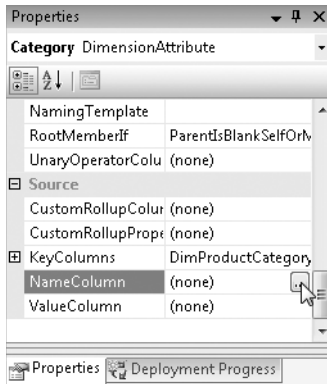 Properties
Category DimensionAttribute
NamingTemplate
RootMemberIf ParentIsBlankSelfOrM
UnaryOperatorColu (none)
Source
CustomRollupColur (none)
CustomRollupPrope (none)
KeyColumns DimProductCategory
NameColumn (none) ...
ValueColumn (none)
Properties Deployment Progress